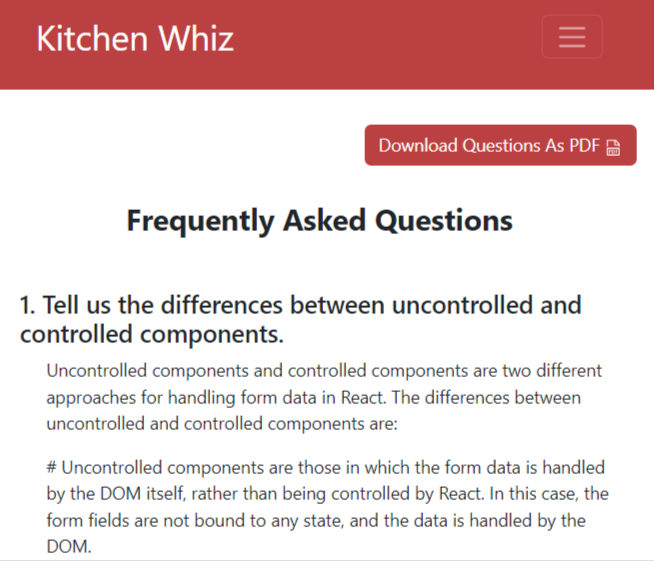 Kitchen Whiz
Download Questions As PDF
Frequently Asked Questions
1. Tell us the differences between uncontrolled and
controlled components.
Uncontrolled components and controlled components are two different
approaches for handling form data in React. The differences between
uncontrolled and controlled components are:
# Uncontrolled components are those in which the form data is handled
by the DOM itself, rather than being controlled by React. In this case, the
form fields are not bound to any state, and the data is handled by the
DOM.